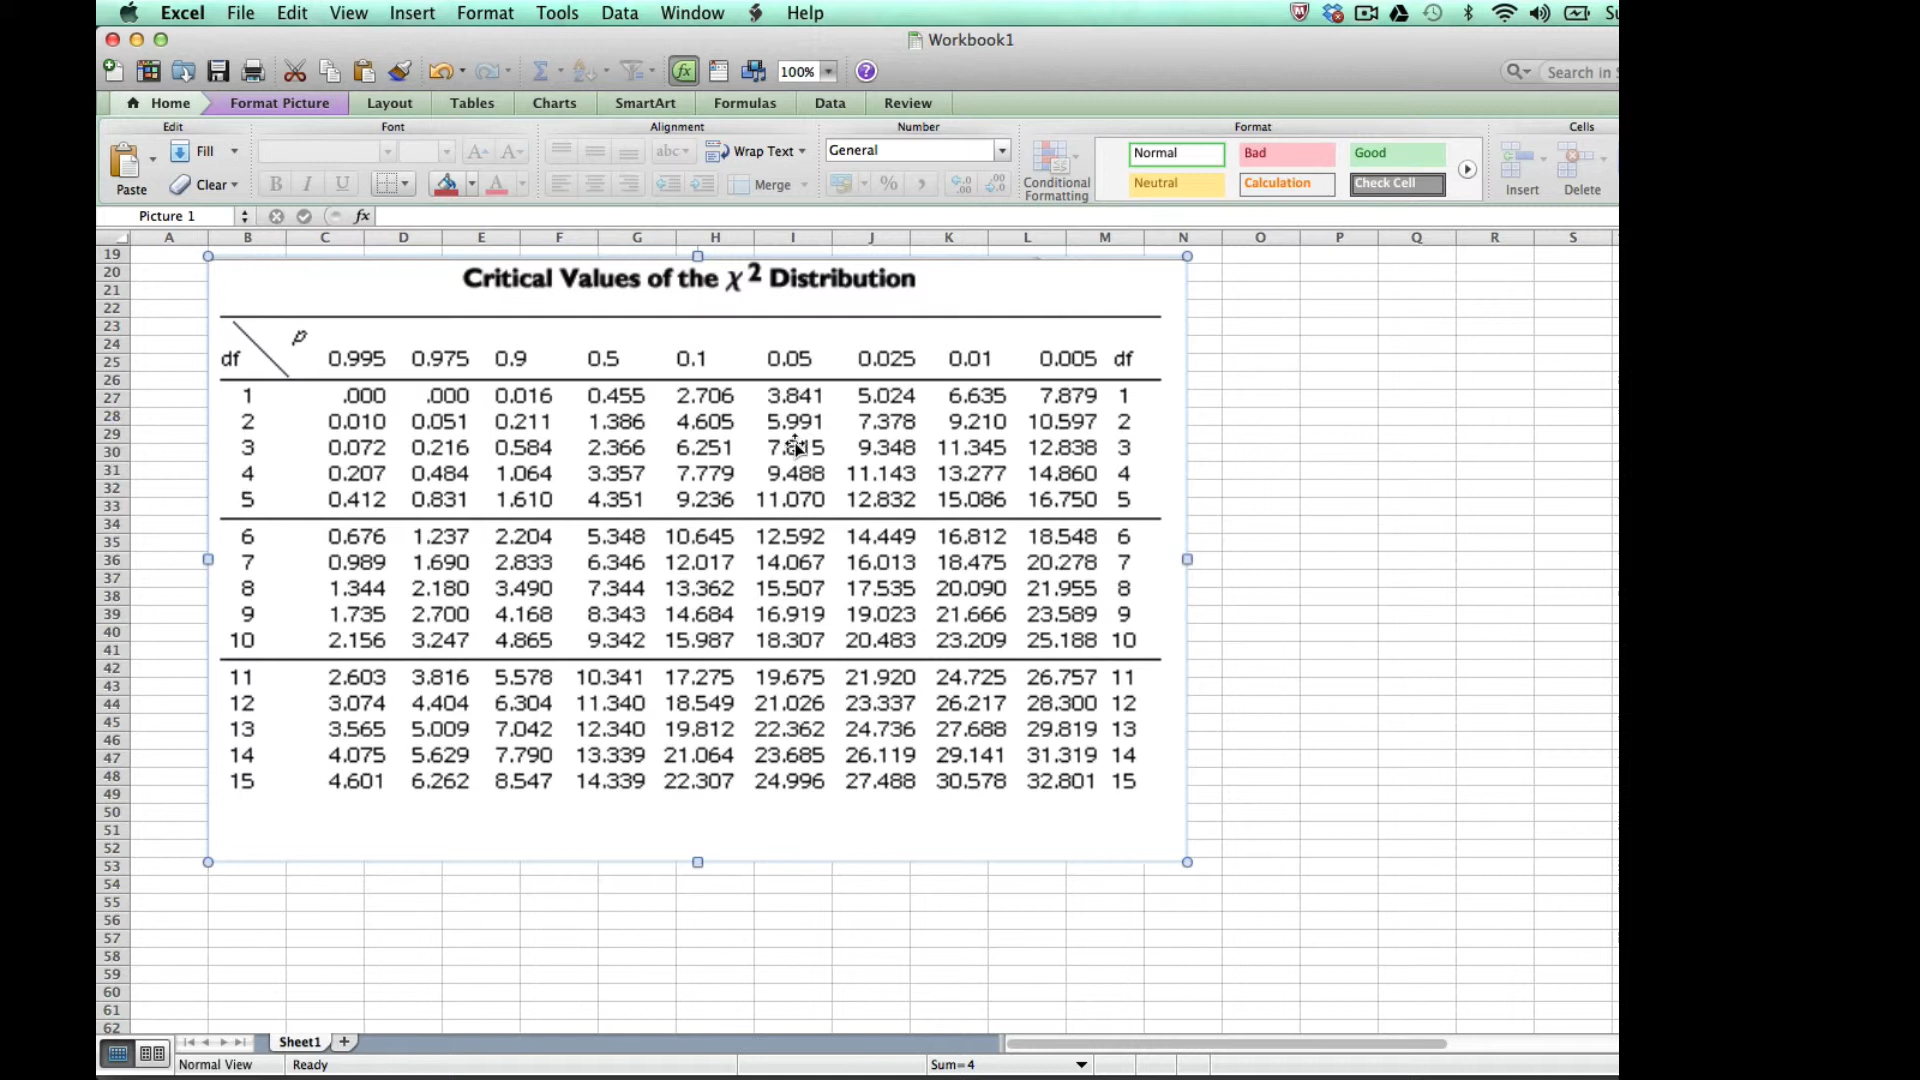 Excel File Edit View Insert Format Tools Data Window Help
Workbook1
100% Search in
Home Format Picture Layout Tables Charts SmartArt Formulas Data Review
Edit Font Alignment Number Format Cells
Fill abc Wrap Text General Normal Bad Good
Paste Clear B I U Merge % Conditional Formatting Neutral Calculation Check Cell Insert Delete
Picture 1 fx
A B C D E F G H I J K L M N O P Q R S
19
20
21
22
23
24
25
26
27
28
29
30
31
32
33
34
35
36
37
38
39
40
41
42
43
44
45
46
47
48
49
50
51
52
53
54
55
56
57
58
59
60
61
62
Critical Values of the χ2 Distribution
p
df 0.995 0.975 0.9 0.5 0.1 0.05 0.025 0.01 0.005 df
1 .000 .000 0.016 0.455 2.706 3.841 5.024 6.635 7.879 1
2 0.010 0.051 0.211 1.386 4.605 5.991 7.378 9.210 10.597 2
3 0.072 0.216 0.584 2.366 6.251 9.348 11.345 12.838 3
4 0.207 0.484 1.064 3.357 7.779 9.488 11.143 13.277 14.860 4
5 0.412 0.831 1.610 4.351 9.236 11.070 12.832 15.086 16.750 5
6 0.676 1.237 2.204 5.348 10.645 12.592 14.449 16.812 18.548 6
7 0.989 1.690 2.833 6.346 12.017 14.067 16.013 18.475 20.278 7
8 1.344 2.180 3.490 7.344 13.362 15.507 17.535 20.090 21.955 8
9 1.735 2.700 4.168 8.343 14.684 16.919 19.023 21.666 23.589 9
10 2.156 3.247 4.865 9.342 15.987 18.307 20.483 23.209 25.188 10
11 2.603 3.816 5.578 10.341 17.275 19.675 21.920 24.725 26.757 11
12 3.074 4.404 6.304 11.340 18.549 21.026 23.337 26.217 28.300 12
13 3.565 5.009 7.042 12.340 19.812 22.362 24.736 27.688 29.819 13
14 4.075 5.629 7.790 13.339 21.064 23.685 26.119 29.141 31.319 14
15 4.601 6.262 8.547 14.339 22.307 24.996 27.488 30.578 32.801 15
Sheet1
Normal View Ready Sum=4